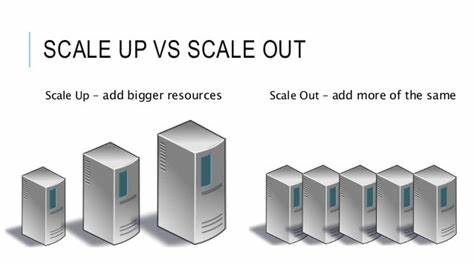 SCALE UP VS SCALE OUT
Scale Up – add bigger resources
Scale Out – add more of the same